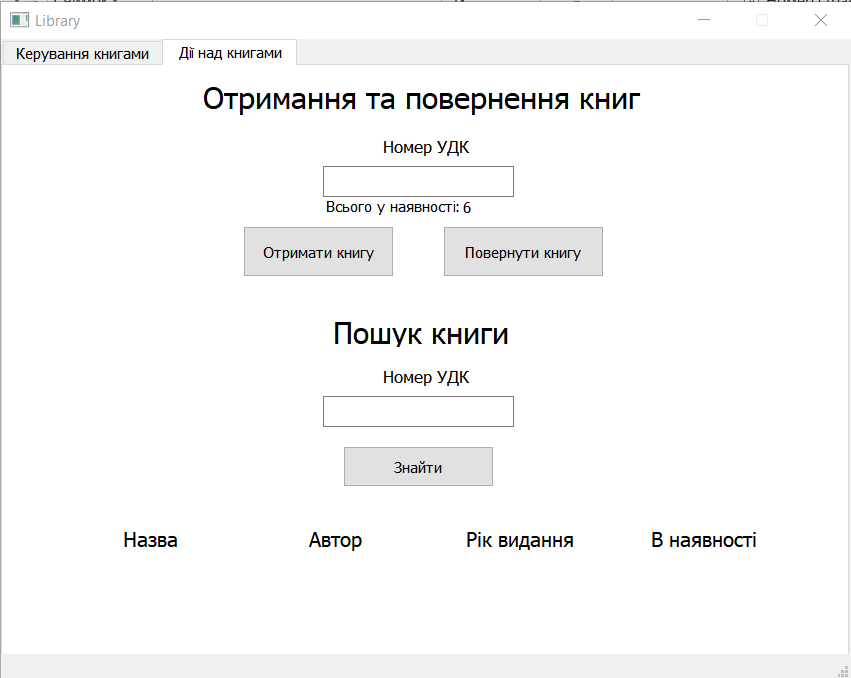 Library
Керування книгами
Дії над книгами
Отримання та повернення книг
Номер УДК
Всього у наявності: 6
Отримати книгу
Повернути книгу
Пошук книги
Номер УДК
Знайти
Назва Автор Рік видання В наявності